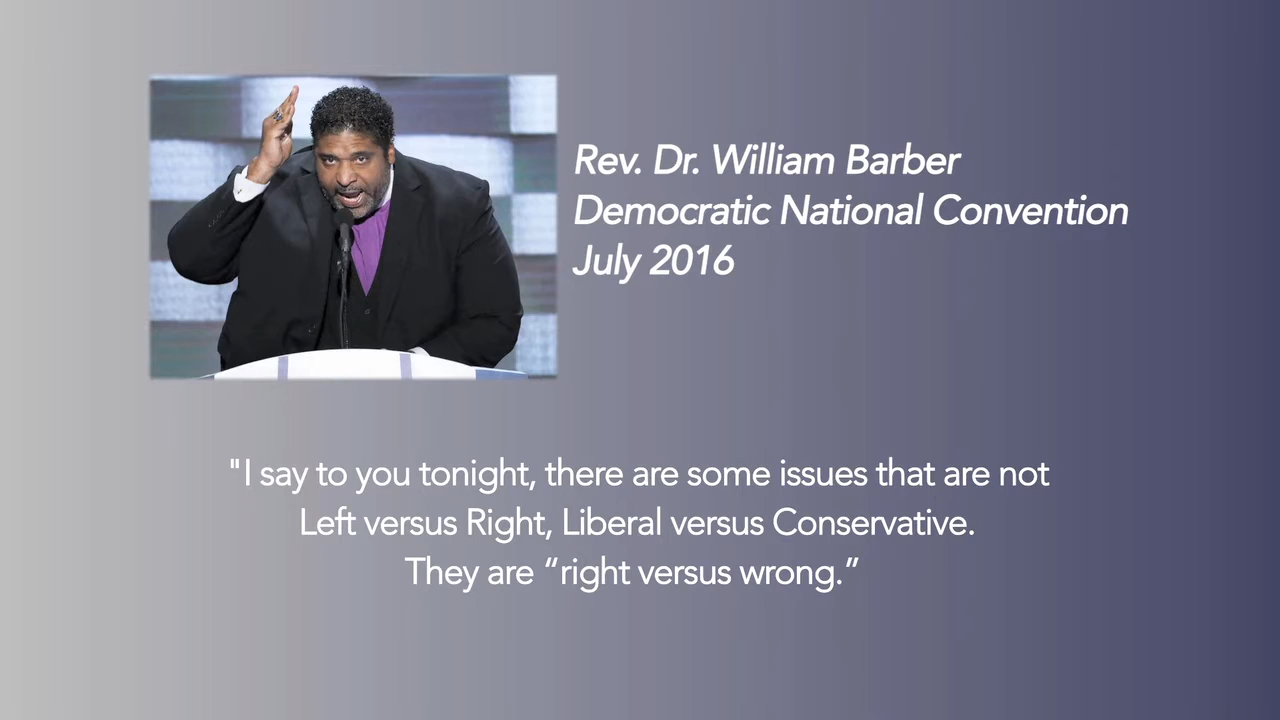 Rev. Dr. William Barber
Democratic National Convention
July 2016
"I say to you tonight, there are some issues that are not
Left versus Right, Liberal versus Conservative.
They are “right versus wrong.”